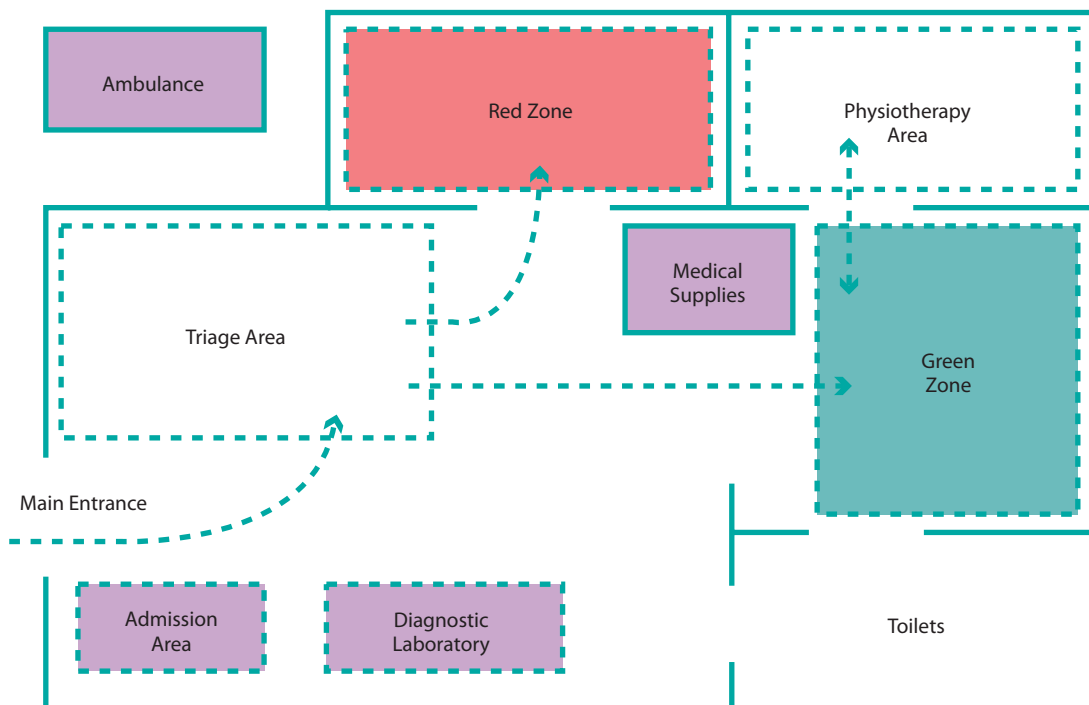 Ambulance
Red Zone
Physiotherapy
Area
Medical
Supplies
Triage Area
Green
Zone
Main Entrance
Admission
Area
Diagnostic
Laboratory
Toilets